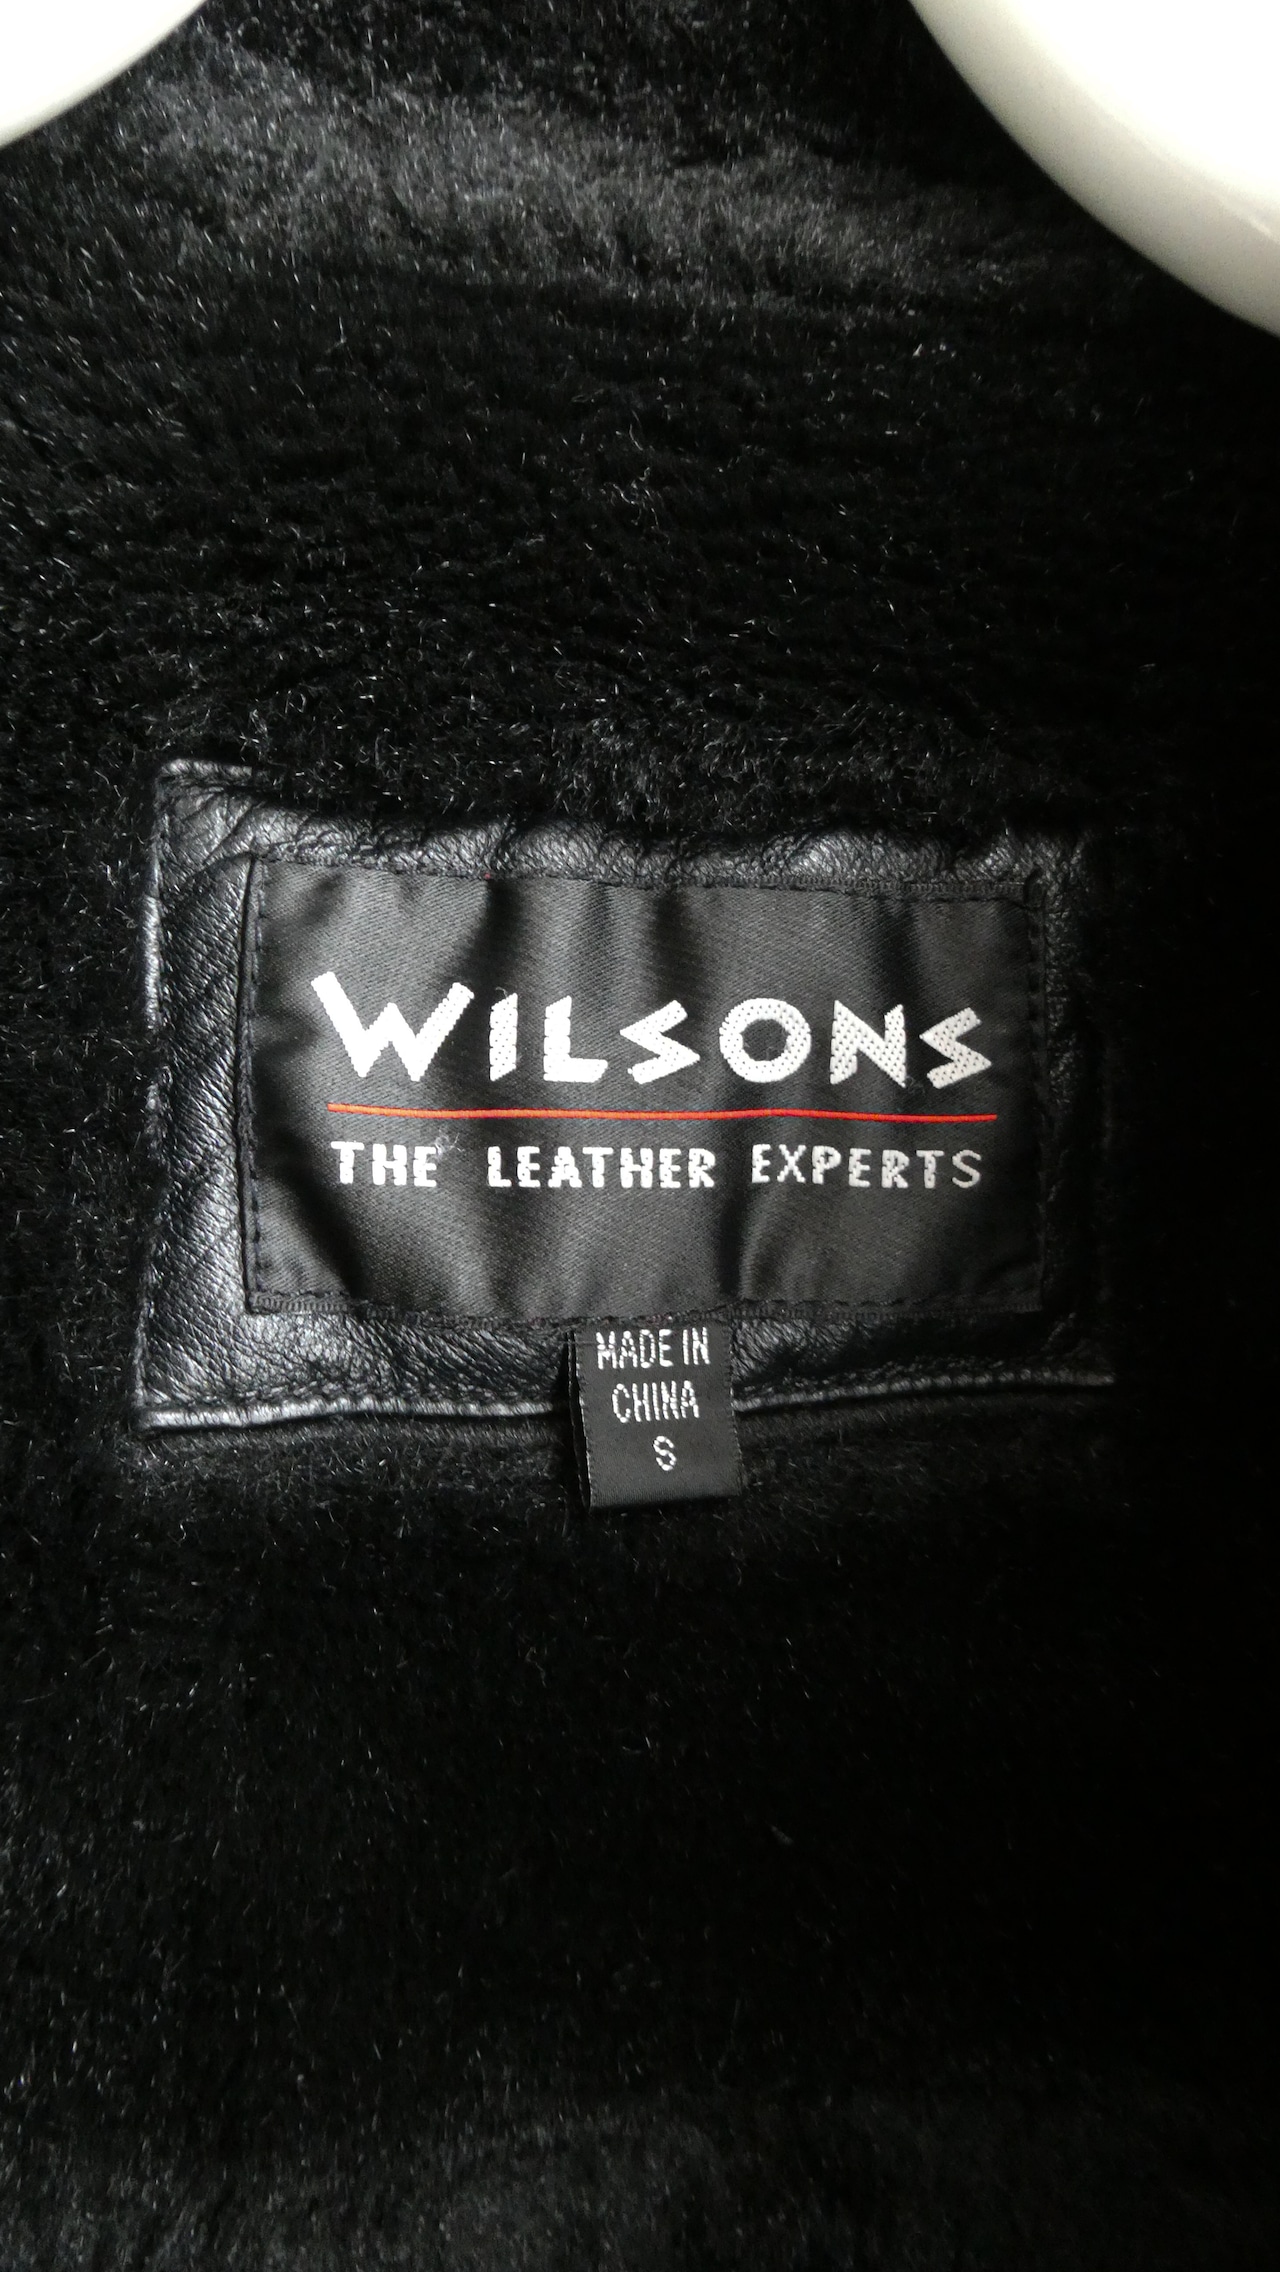 WILSONS
THE LEATHER EXPERTS
MADE IN
CHINA
S